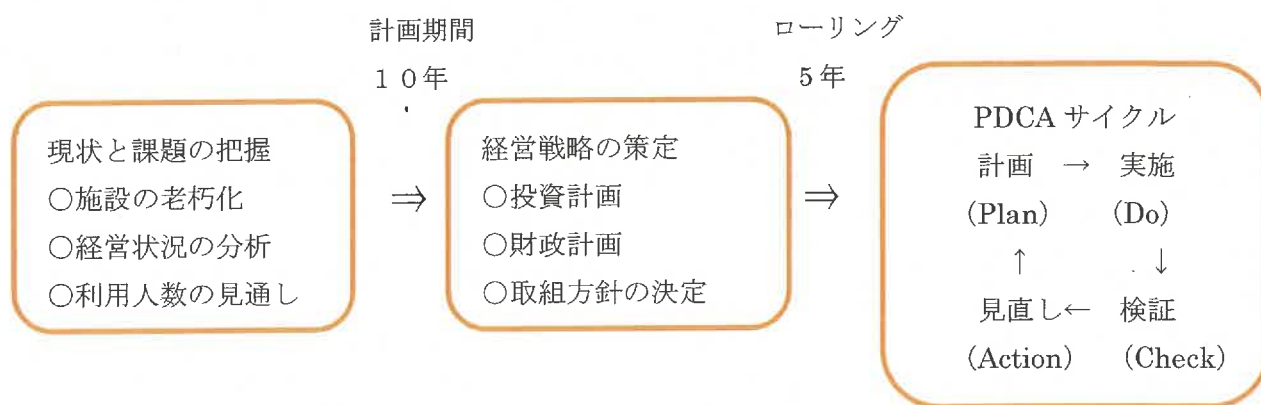 計画期間
１０年
ローリング
5年
現状と課題の把握
○施設の老朽化
○経営状況の分析
○利用人数の見通し
⇒
経営戦略の策定
○投資計画
○財政計画
○取組方針の決定
⇒
PDCA サイクル
計画 → 実施
(Plan) (Do)
↑ ↓
見直し← 検証
(Action) (Check)